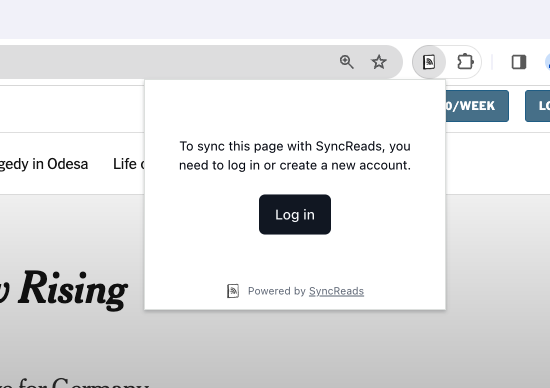 0/WEEK
To sync this page with SyncReads, you
need to log in or create a new account.
gedy in Odesa Life
Log in
Rising
Powered by SyncReads
for Germany